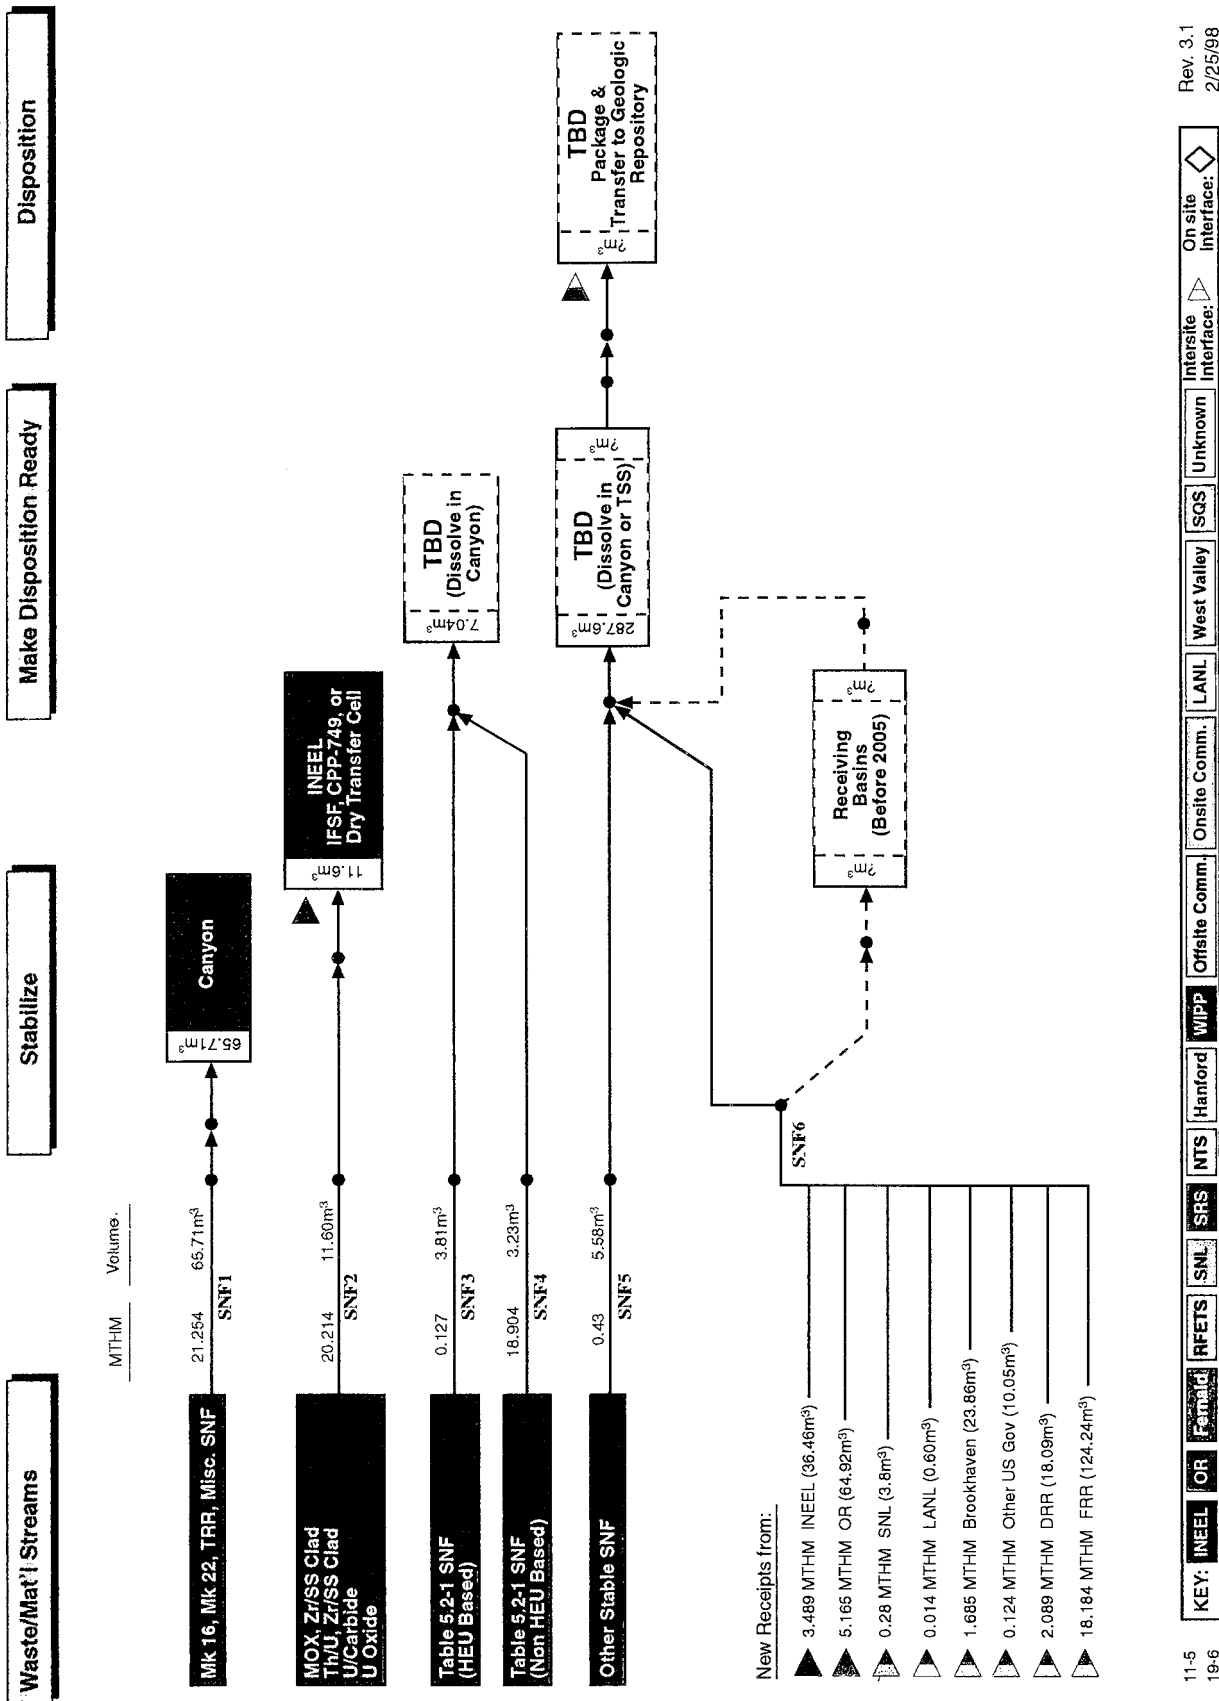 Waste/Mat'l Streams
Stabilize
Make Disposition Ready
Disposition
MTHM
Volume.
Mk 16, Mk 22, TRR, Misc. SNF
21.254
65.71m³
SNF1
65.71m³
Canyon
MOX, Zr/SS Clad
Th/U, Zr/SS Clad
U/Carbide
U Oxide
20.214
11.60m³
SNF2
11.6m³
INEEL
IFSF, CPP-749, or
Dry Transfer Cell
Table 5.2-1 SNF
(HEU Based)
0.127
3.81m³
SNF3
7.04m³
TBD
(Dissolve in
Canyon)
Table 5.2-1 SNF
(Non HEU Based)
18.904
3.23m³
SNF4
Other Stable SNF
0.43
5.58m³
SNF5
287.6m³
TBD
(Dissolve in
Canyon or TSS)
?m³
?m³
TBD
Package &
Transfer to Geologic
Repository
SNF6
?m³
Receiving
Basins
(Before 2005)
?m³
New Receipts from:
3.489 MTHM INEEL (36.46m³)
5.165 MTHM OR (64.92m³)
0.28 MTHM SNL (3.8m³)
0.014 MTHM LANL (0.60m³)
1.685 MTHM Brookhaven (23.86m³)
0.124 MTHM Other US Gov (10.05m³)
2.089 MTHM DRR (18.09m³)
18.184 MTHM FRR (124.24m³)
11-5
19-6
KEY: INEEL OR Fernald RFETS SNL SRS NTS Hanford WIPP Offsite Comm. Onsite Comm. LANL West Valley SQS Unknown
Intersite
Interface:
On site
Interface:
Rev. 3.1
2/25/98